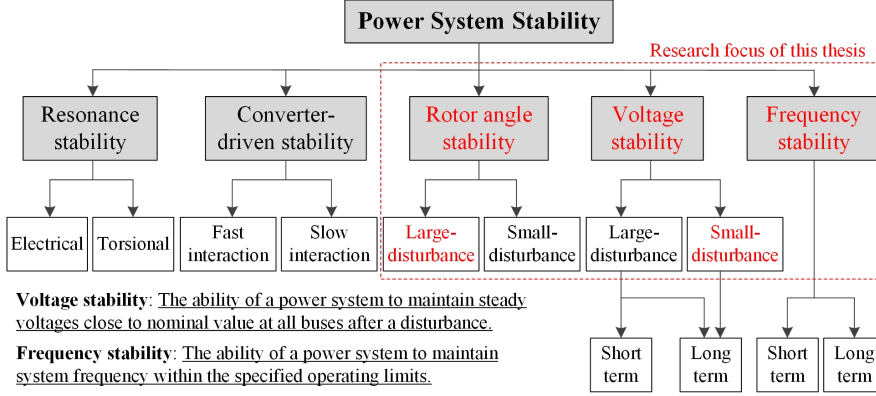 Power System Stability
Research focus of this thesis
Resonance
stability
Converter-
driven stability
Rotor angle
stability
Voltage
stability
Frequency
stability
Electrical
Torsional
Fast
interaction
Slow
interaction
Large-
disturbance
Small-
disturbance
Large-
disturbance
Small-
disturbance
Voltage stability: The ability of a power system to maintain steady
voltages close to nominal value at all buses after a disturbance.
Frequency stability: The ability of a power system to maintain
system frequency within the specified operating limits.
Short
term
Long
term
Short
term
Long
term